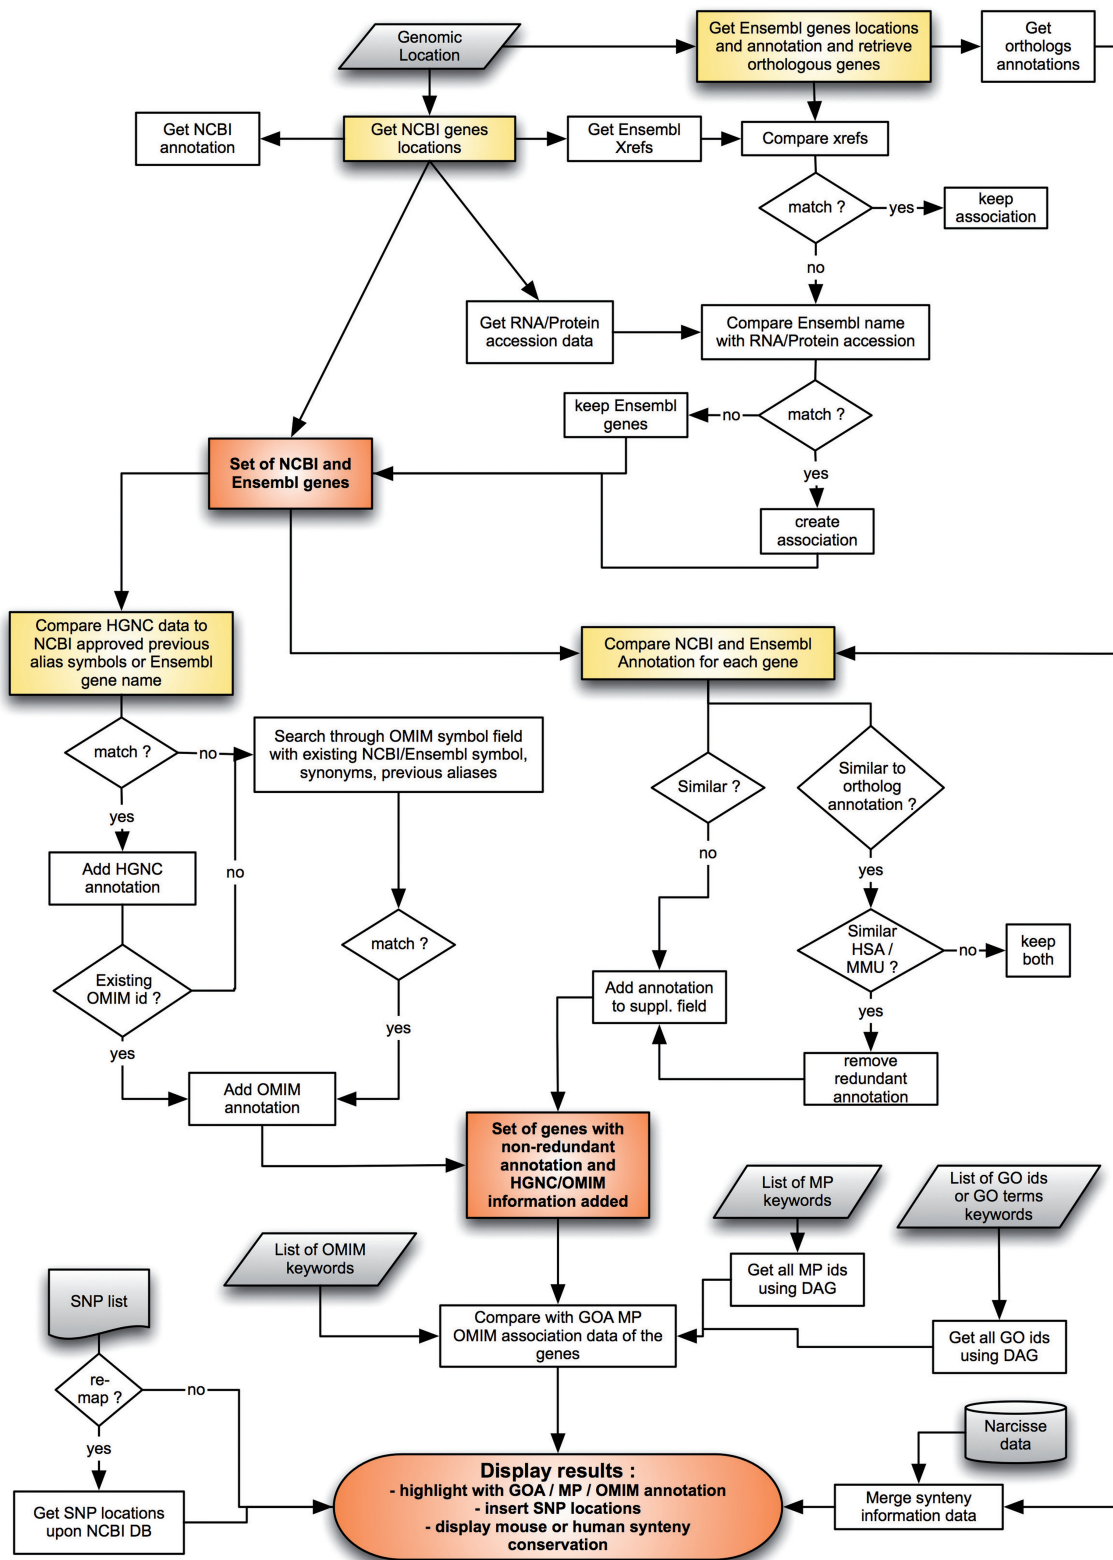 Genomic
Location
Get Ensembl genes locations
and annotation and retrieve
orthologous genes
Get
orthologs
annotations
Get NCBI
annotation
Get NCBI genes
locations
Get Ensembl
Xrefs
Compare xrefs
match ?
yes
keep
association
no
Get RNA/Protein
accession data
Compare Ensembl name
with RNA/Protein accession
keep Ensembl
genes
no
match ?
yes
Set of NCBI and
Ensembl genes
create
association
Compare HGNC data to
NCBI approved previous
alias symbols or Ensembl
gene name
Compare NCBI and Ensembl
Annotation for each gene
match ?
no
Search through OMIM symbol field
with existing NCBI/Ensembl symbol,
synonyms, previous aliases
Similar ?
Similar to
ortholog
annotation ?
yes
Add HGNC
annotation
no
no
yes
match ?
Similar
HSA /
MMU ?
no
keep
both
Existing
OMIM id ?
Add annotation
to suppl. field
yes
yes
yes
remove
redundant
annotation
Add OMIM
annotation
Set of genes with
non-redundant
annotation and
HGNC/OMIM
information added
List of MP
keywords
List of GO ids
or GO terms
keywords
List of OMIM
keywords
Get all MP ids
using DAG
SNP list
Compare with GOA MP
OMIM association data of the
genes
Get all GO ids
using DAG
re-
map ?
no
yes
Narcisse
data
Get SNP locations
upon NCBI DB
Display results :
- highlight with GOA / MP / OMIM annotation
- insert SNP locations
- display mouse or human synteny
conservation
Merge synteny
information data